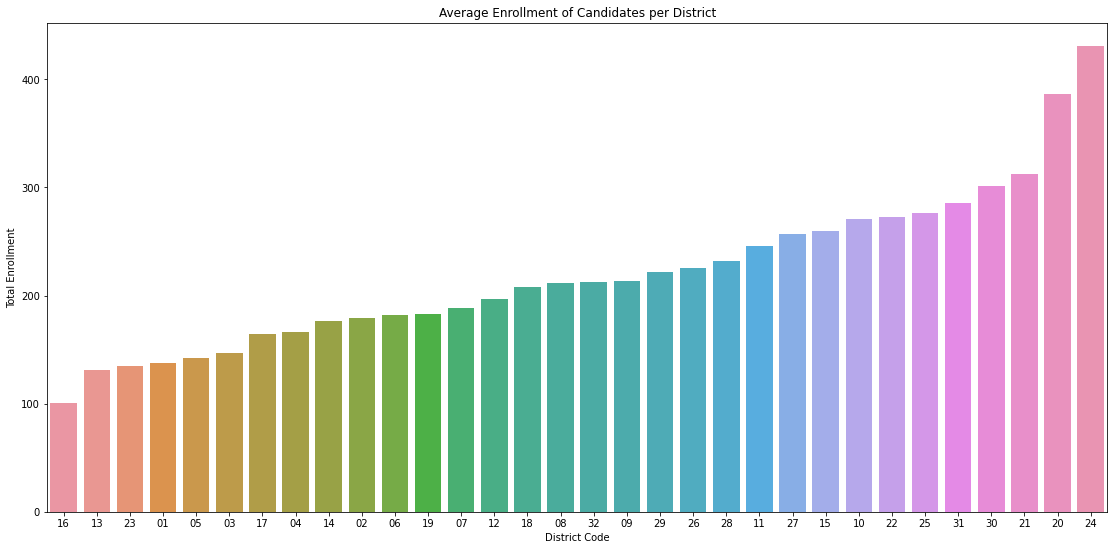 Average Enrollment of Candidates per District
Total Enrollment
400
300
200
100
0
16 13 23 01 05 03 17 04 14 02 06 19 07 12 18 08 32 09 29 26 28 11 27 15 10 22 25 31 30 21 20 24
District Code